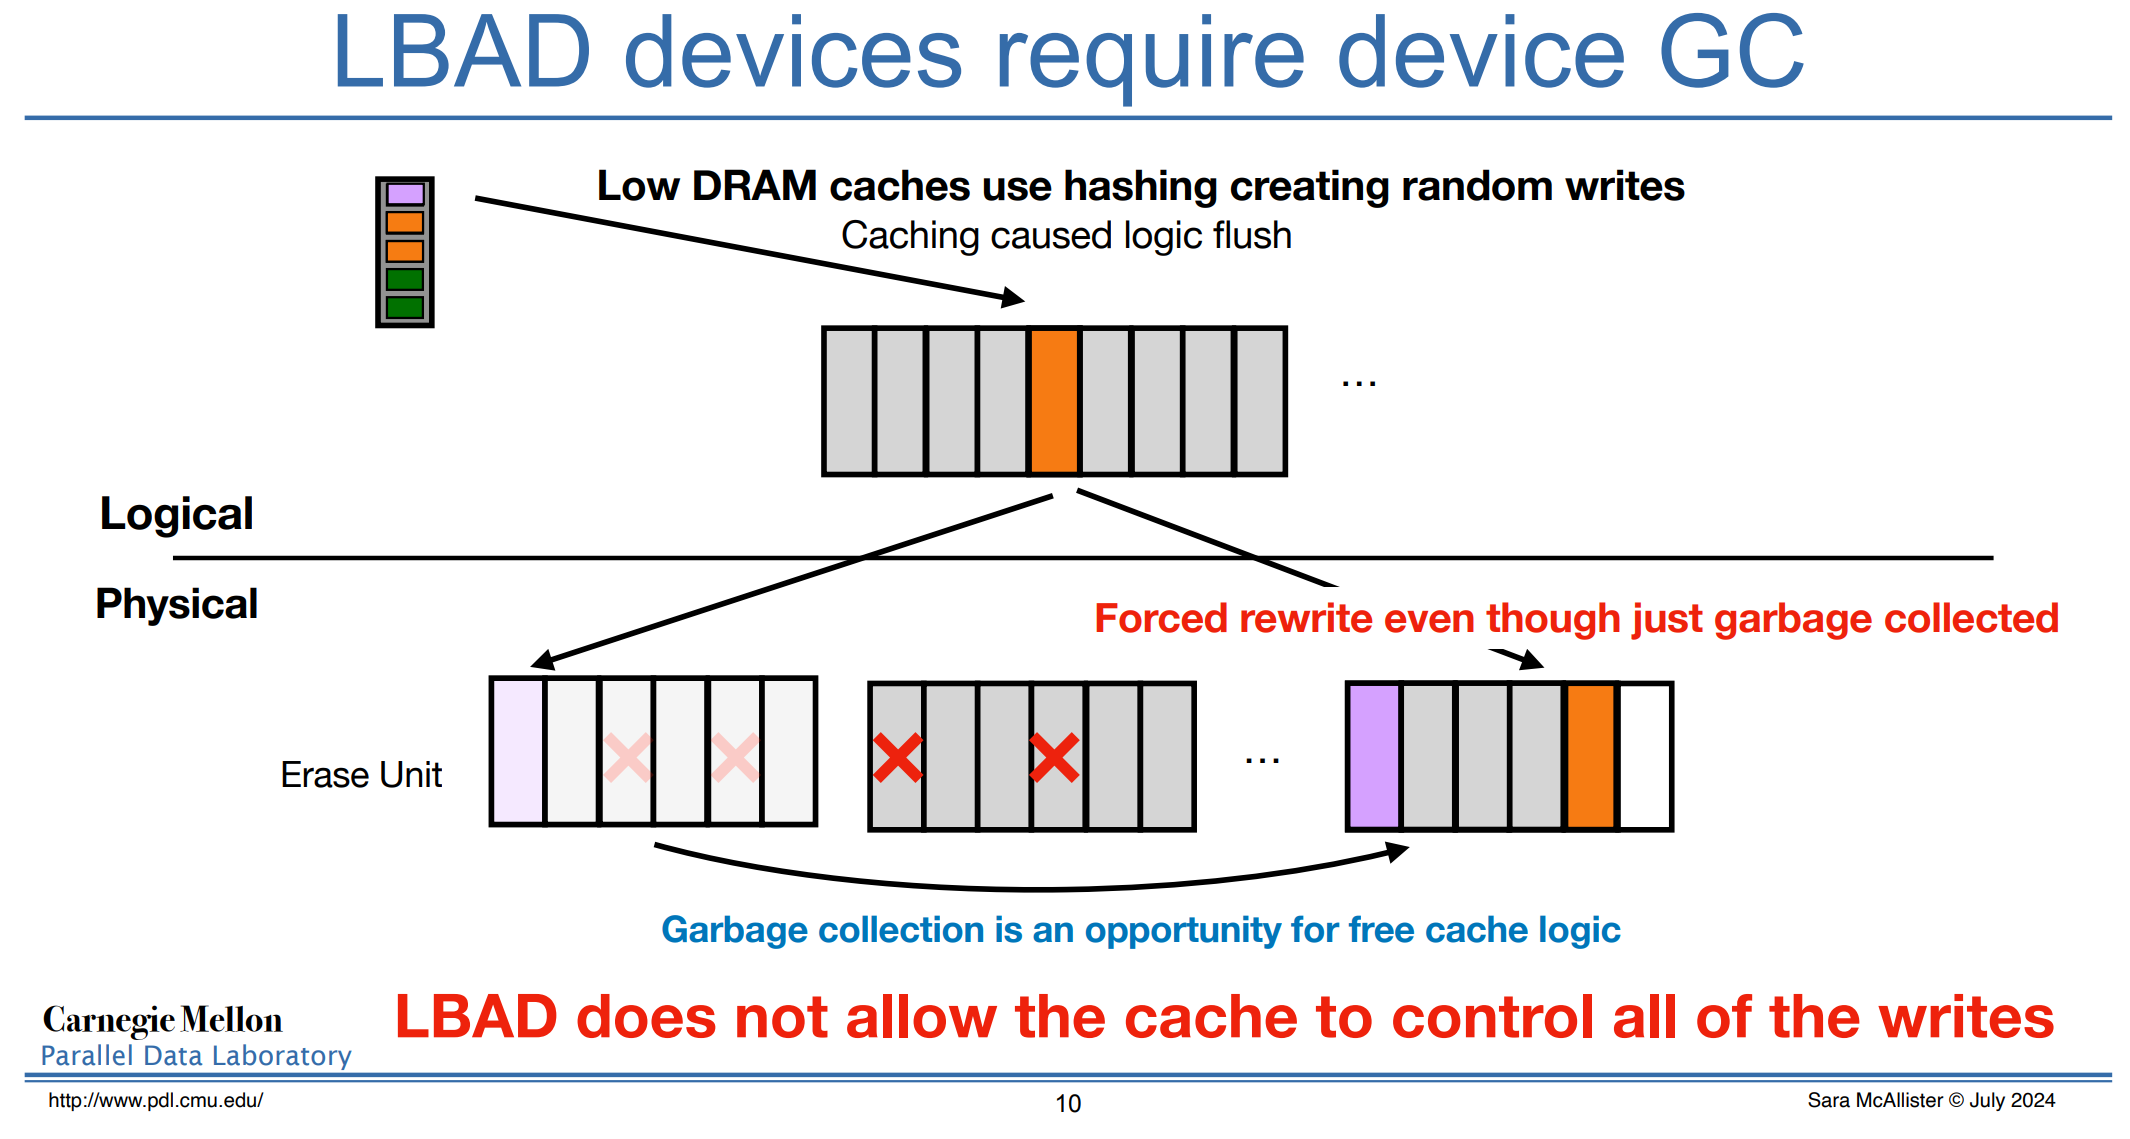 LBAD devices require device GC
Low DRAM caches use hashing creating random writes
Caching caused logic flush
...
Logical
Physical
Forced rewrite even though just garbage collected
Erase Unit
...
Garbage collection is an opportunity for free cache logic
LBAD does not allow the cache to control all of the writes
Carnegie Mellon
Parallel Data Laboratory
http://www.pdl.cmu.edu/
10
Sara McAllister © July 2024